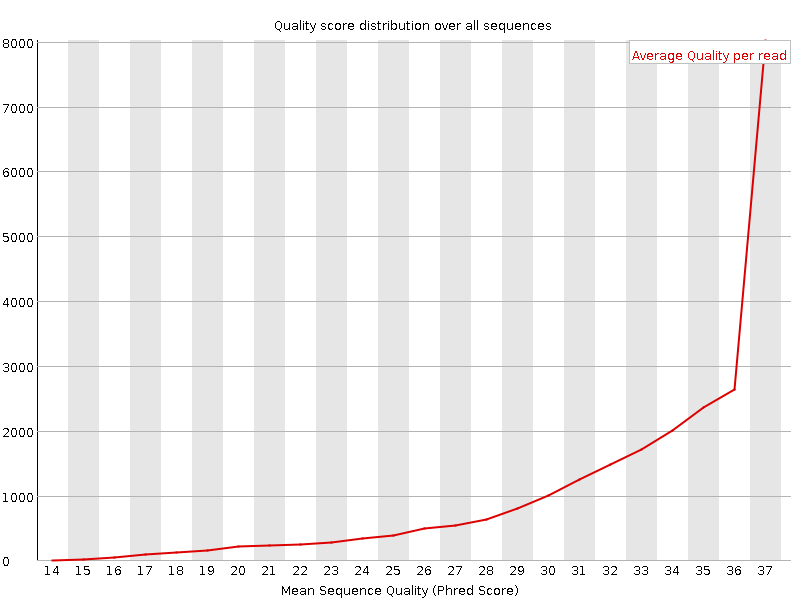 Quality score distribution over all sequences
8000
Average Quality per read
7000
6000
5000
4000
3000
2000
1000
0
14 15 16 17 18 19 20 21 22 23 24 25 26 27 28 29 30 31 32 33 34 35 36 37
Mean Sequence Quality (Phred Score)